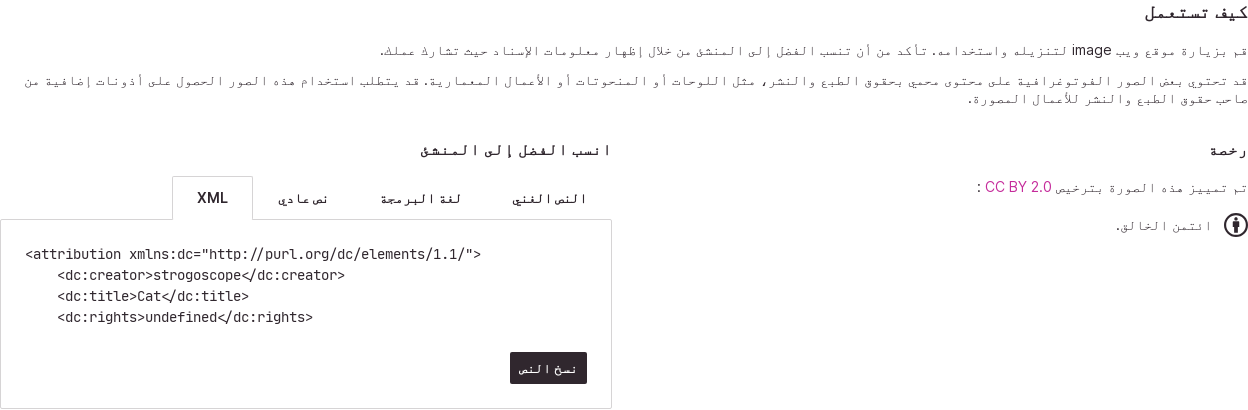 كيف تستعمل
قم بزيارة موقع ويب image لتنزيله واستخدامه. تأكد من أن تنسب الفضل إلى المنشئ من خلال إظهار معلومات الإسناد حيث تشارك عملك.
قد تحتوي بعض الصور الفوتوغرافية على محتوى محمي بحقوق الطبع والنشر، مثل اللوحات أو المنحوتات أو الأعمال المعمارية. قد يتطلب استخدام هذه الصور الحصول على أذونات إضافية من
صاحب حقوق الطبع والنشر للأعمال المصورة.
رخصة
تم تمييز هذه الصورة بترخيص CC BY 2.0 :
ائتمن الخالق.
انسب الفضل إلى المنشئ
النص الغني
لغة البرمجة
نص عادي
XML
<attribution xmlns:dc="http://purl.org/dc/elements/1.1/">
<dc:creator>strogoscope</dc:creator>
<dc:title>Cat</dc:title>
<dc:rights>undefined</dc:rights>
نسخ النص